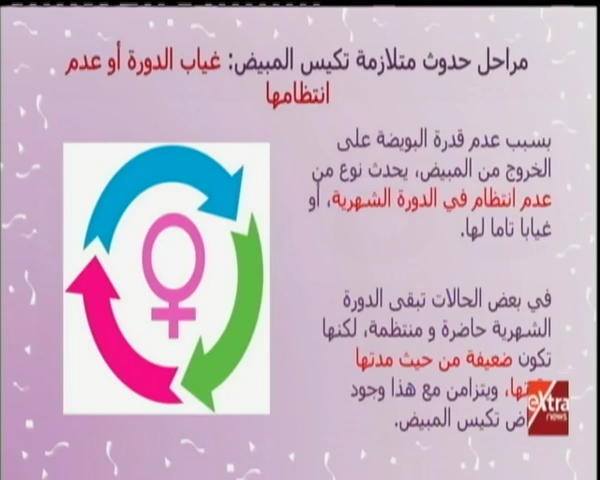 مراحل حدوث متلازمة تكيس المبيض: غياب الدورة أو عدم
انتظامها
بسبب عدم قدرة البويضة على
الخروج من المبيض، يحدث نوع من
عدم انتظام في الدورة الشهرية، أو
غيابا تاما لها.
في بعض الحالات تبقى الدورة
الشهرية حاضرة و منتظمة، لكنها
تكون ضعيفة من حيث مدتها
ويتزامن مع هذا وجود
تكيس المبيض.
eXtra
news